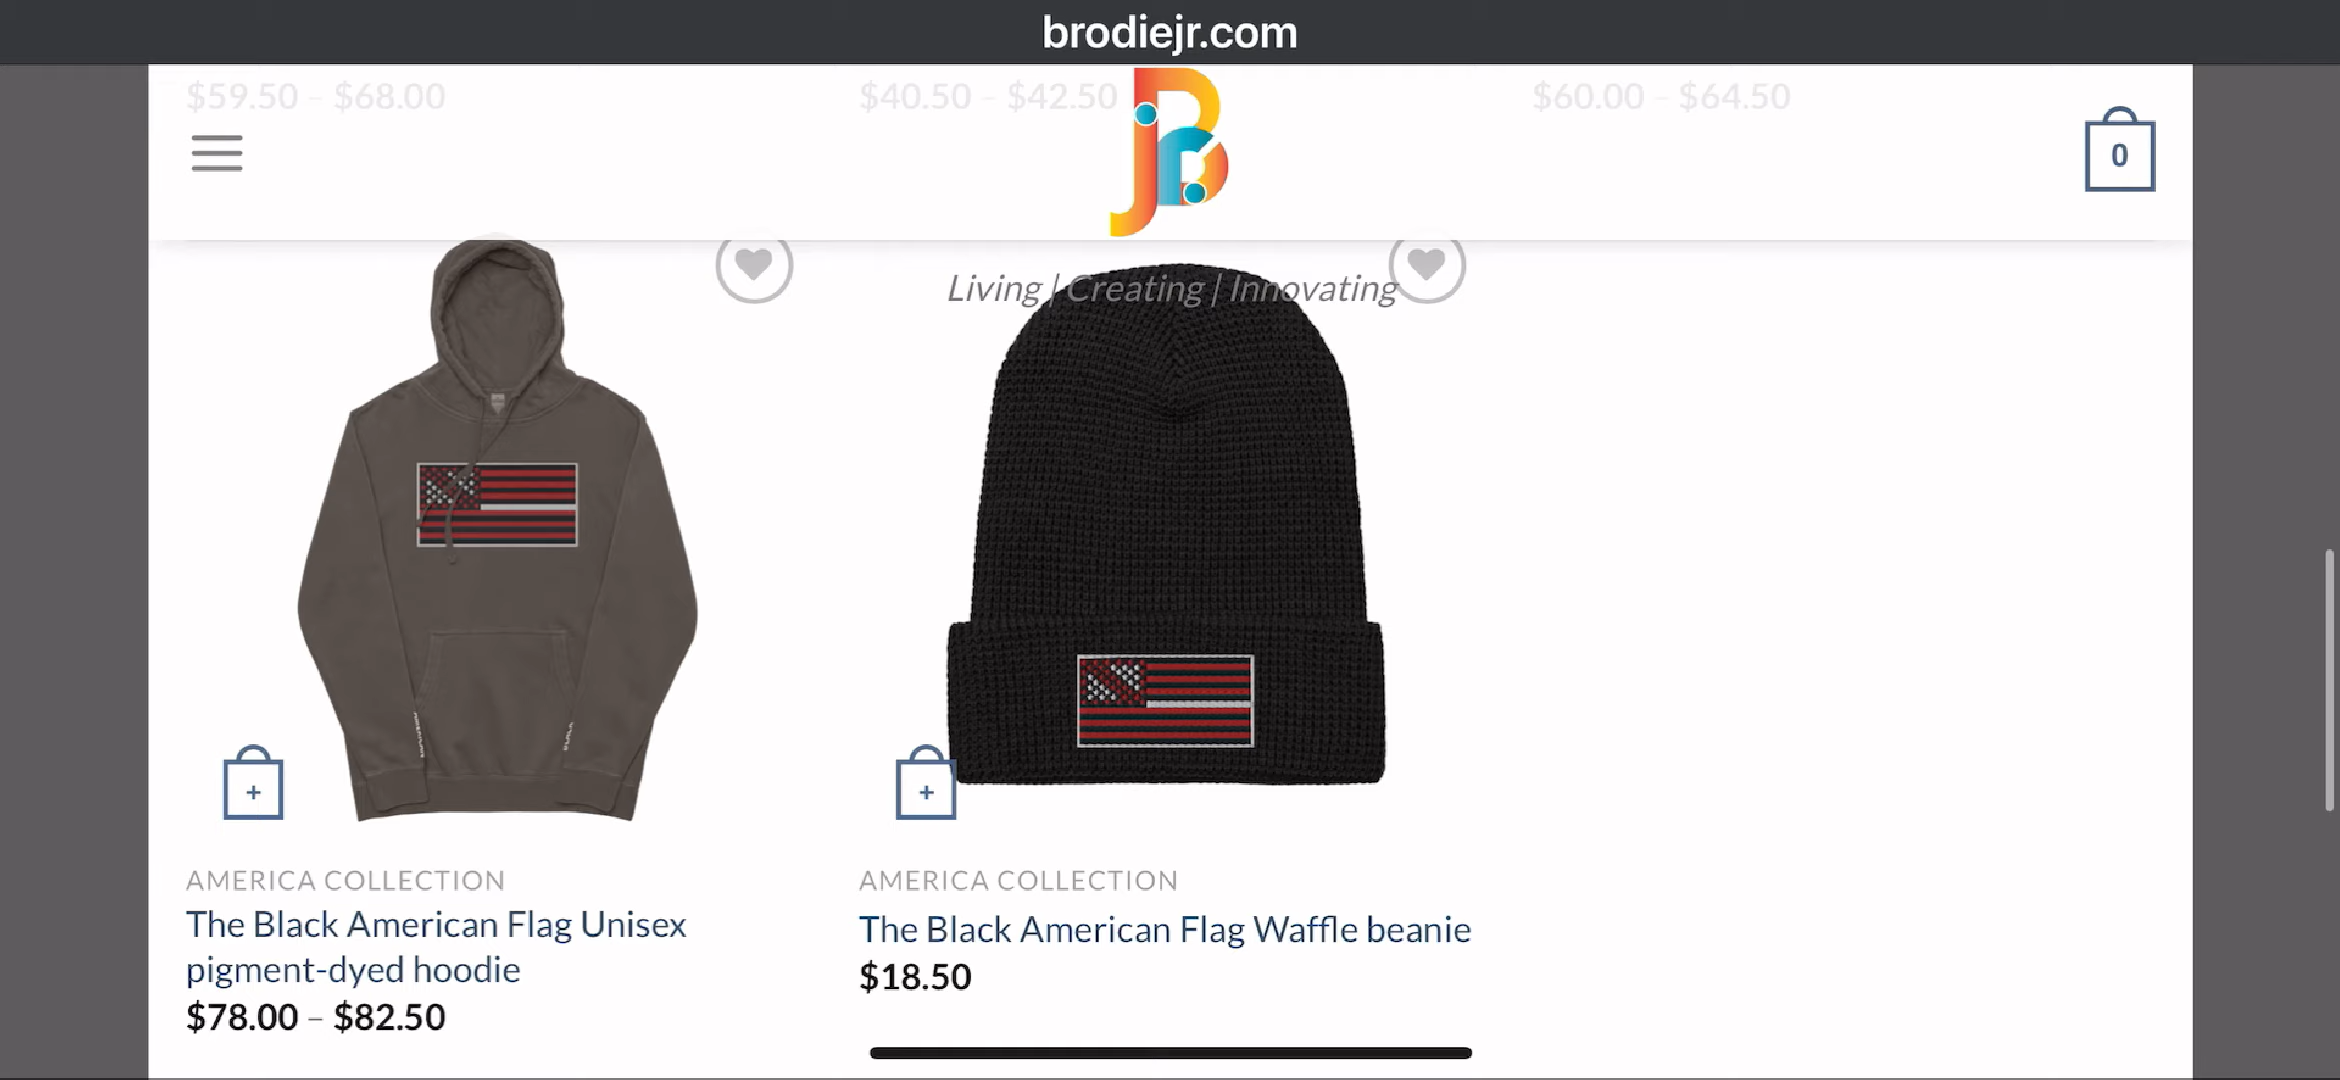 brodiejr.com
$59.50 – $68.00
$40.50 – $42.50
$60.00 – $64.50
0
Living | Creating | Innovating
+
+
AMERICA COLLECTION
The Black American Flag Unisex
pigment-dyed hoodie
$78.00 – $82.50
AMERICA COLLECTION
The Black American Flag Waffle beanie
$18.50